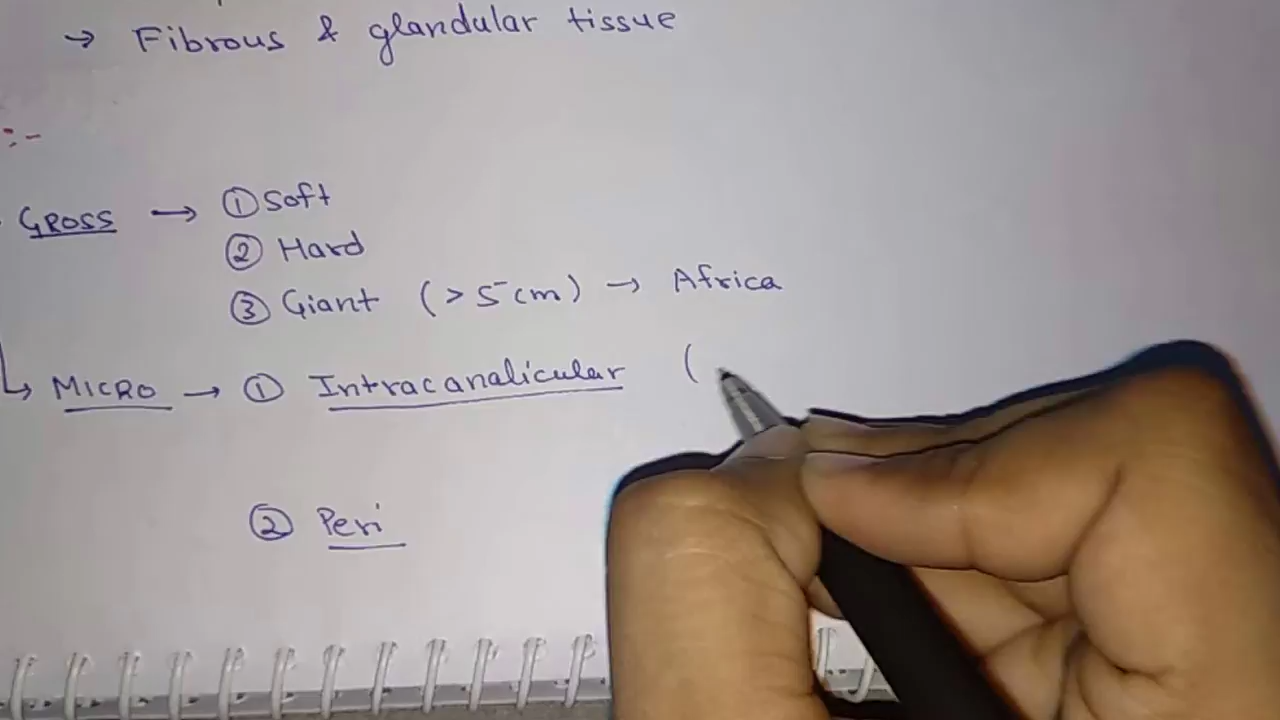 → Fibrous & glandular tissue
:-
GROSS → ① Soft
② Hard
③ Giant (> 5 cm) → Africa
↳ MICRO → ① Intracanalicular (
② Peri